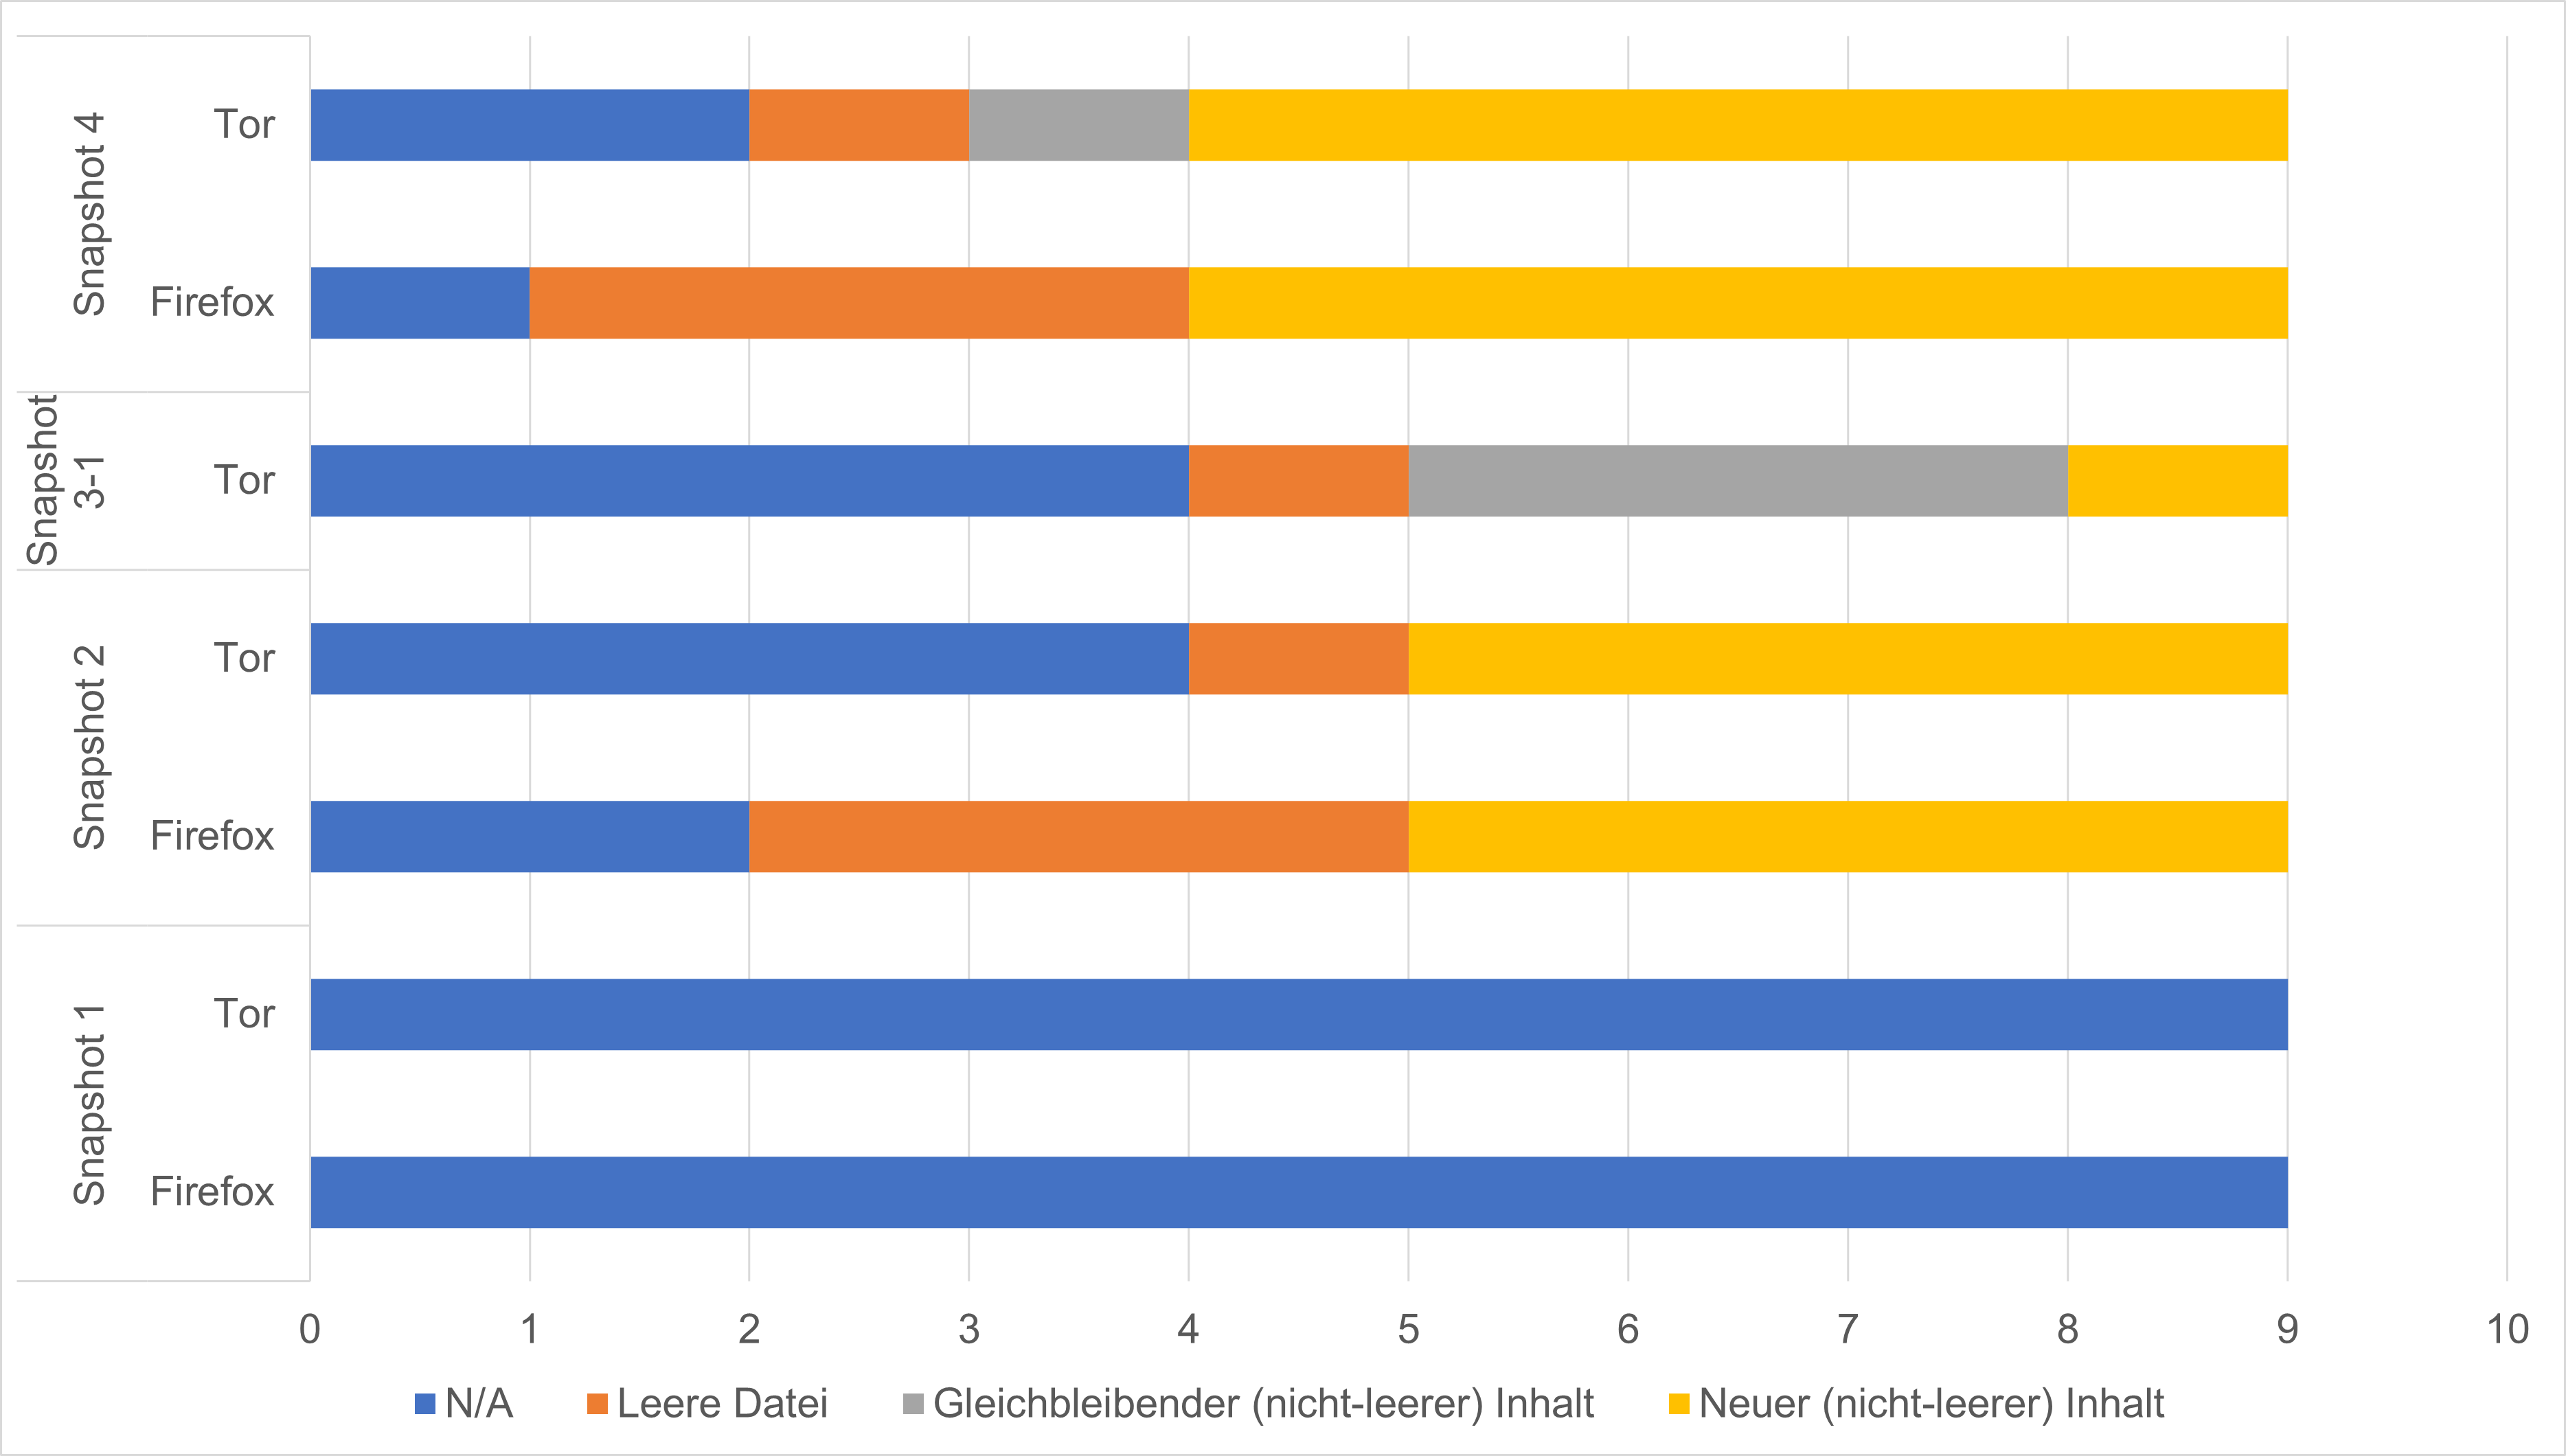 Snapshot 4
Tor
Firefox
Snapshot
3-1
Tor
Snapshot 2
Tor
Firefox
Snapshot 1
Tor
Firefox
0 1 2 3 4 5 6 7 8 9 10
N/A Leere Datei Gleichbleibender (nicht-leerer) Inhalt Neuer (nicht-leerer) Inhalt